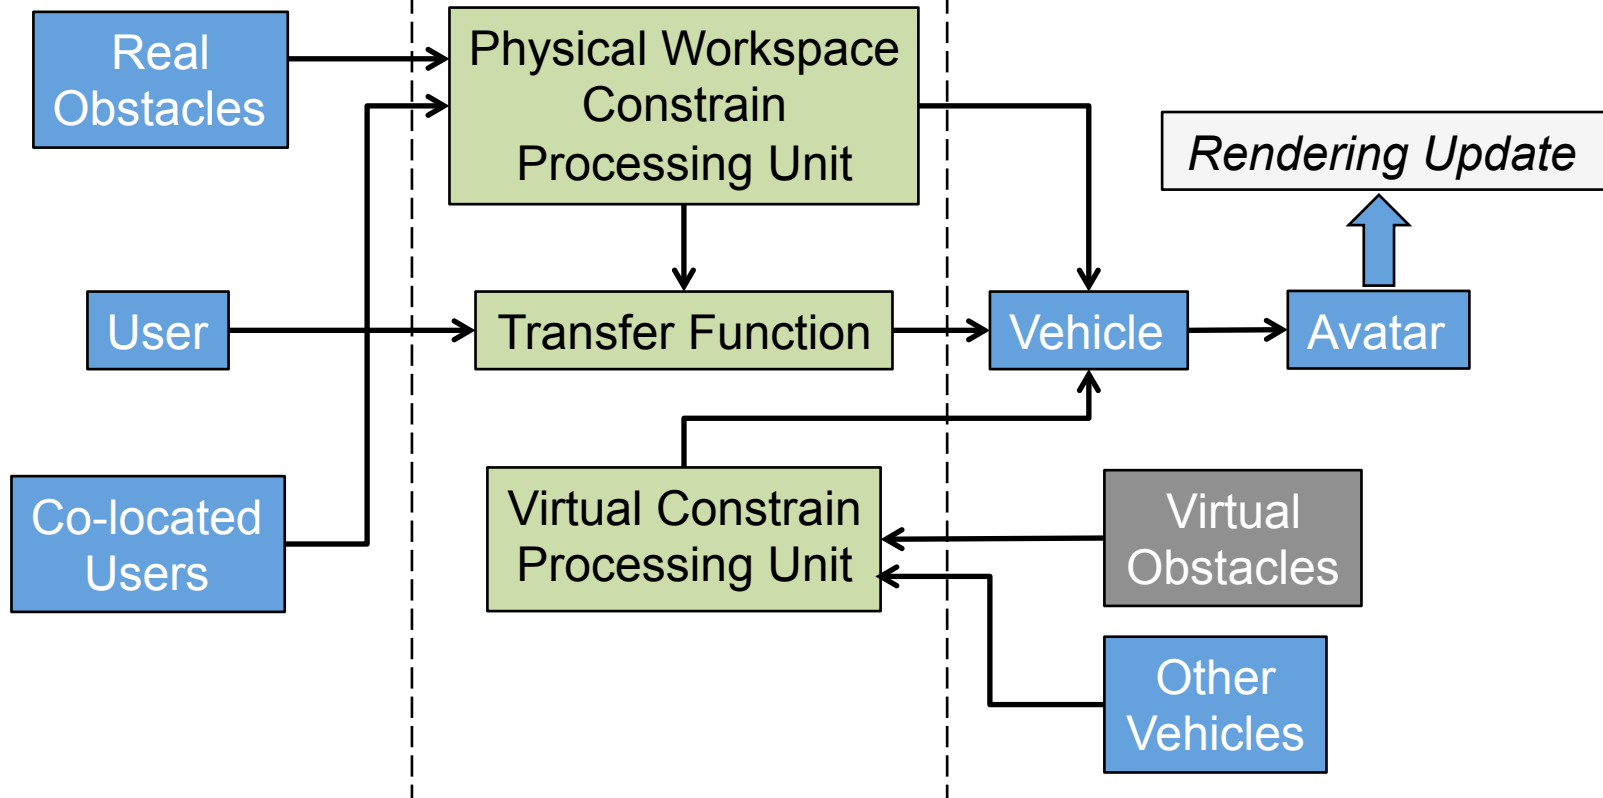 Real
Obstacles
Physical Workspace
Constrain
Processing Unit
Rendering Update
User
Transfer Function
Vehicle
Avatar
Co-located
Users
Virtual Constrain
Processing Unit
Virtual
Obstacles
Other
Vehicles